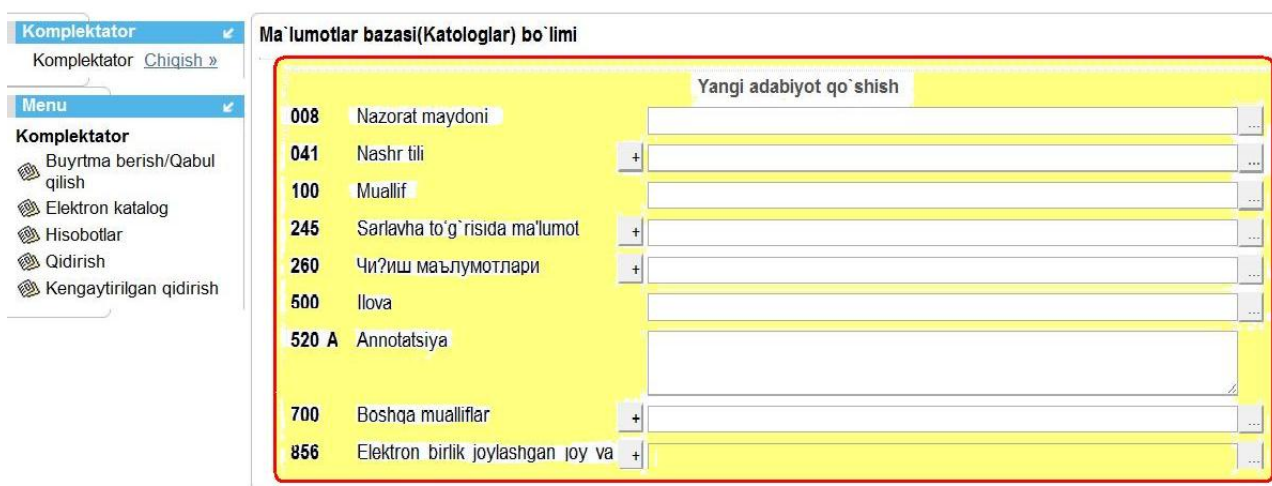 Komplektator
Komplektator Chiqish »
Menu
Komplektator
Buyrtma berish/Qabul
qilish
Elektron katalog
Hisobotlar
Qidirish
Kengaytirilgan qidirish
Ma`lumotlar bazasi(Katologlar) bo`limi
Yangi adabiyot qo`shish
008 Nazorat maydoni ...
041 Nashr tili + ...
100 Muallif ...
245 Sarlavha to'g`risida ma'lumot + ...
260 Чи?иш маълумотлари + ...
500 Ilova ...
520 A Annotatsiya
700 Boshqa mualliflar + ...
856 Elektron birlik joylashgan joy va + ...